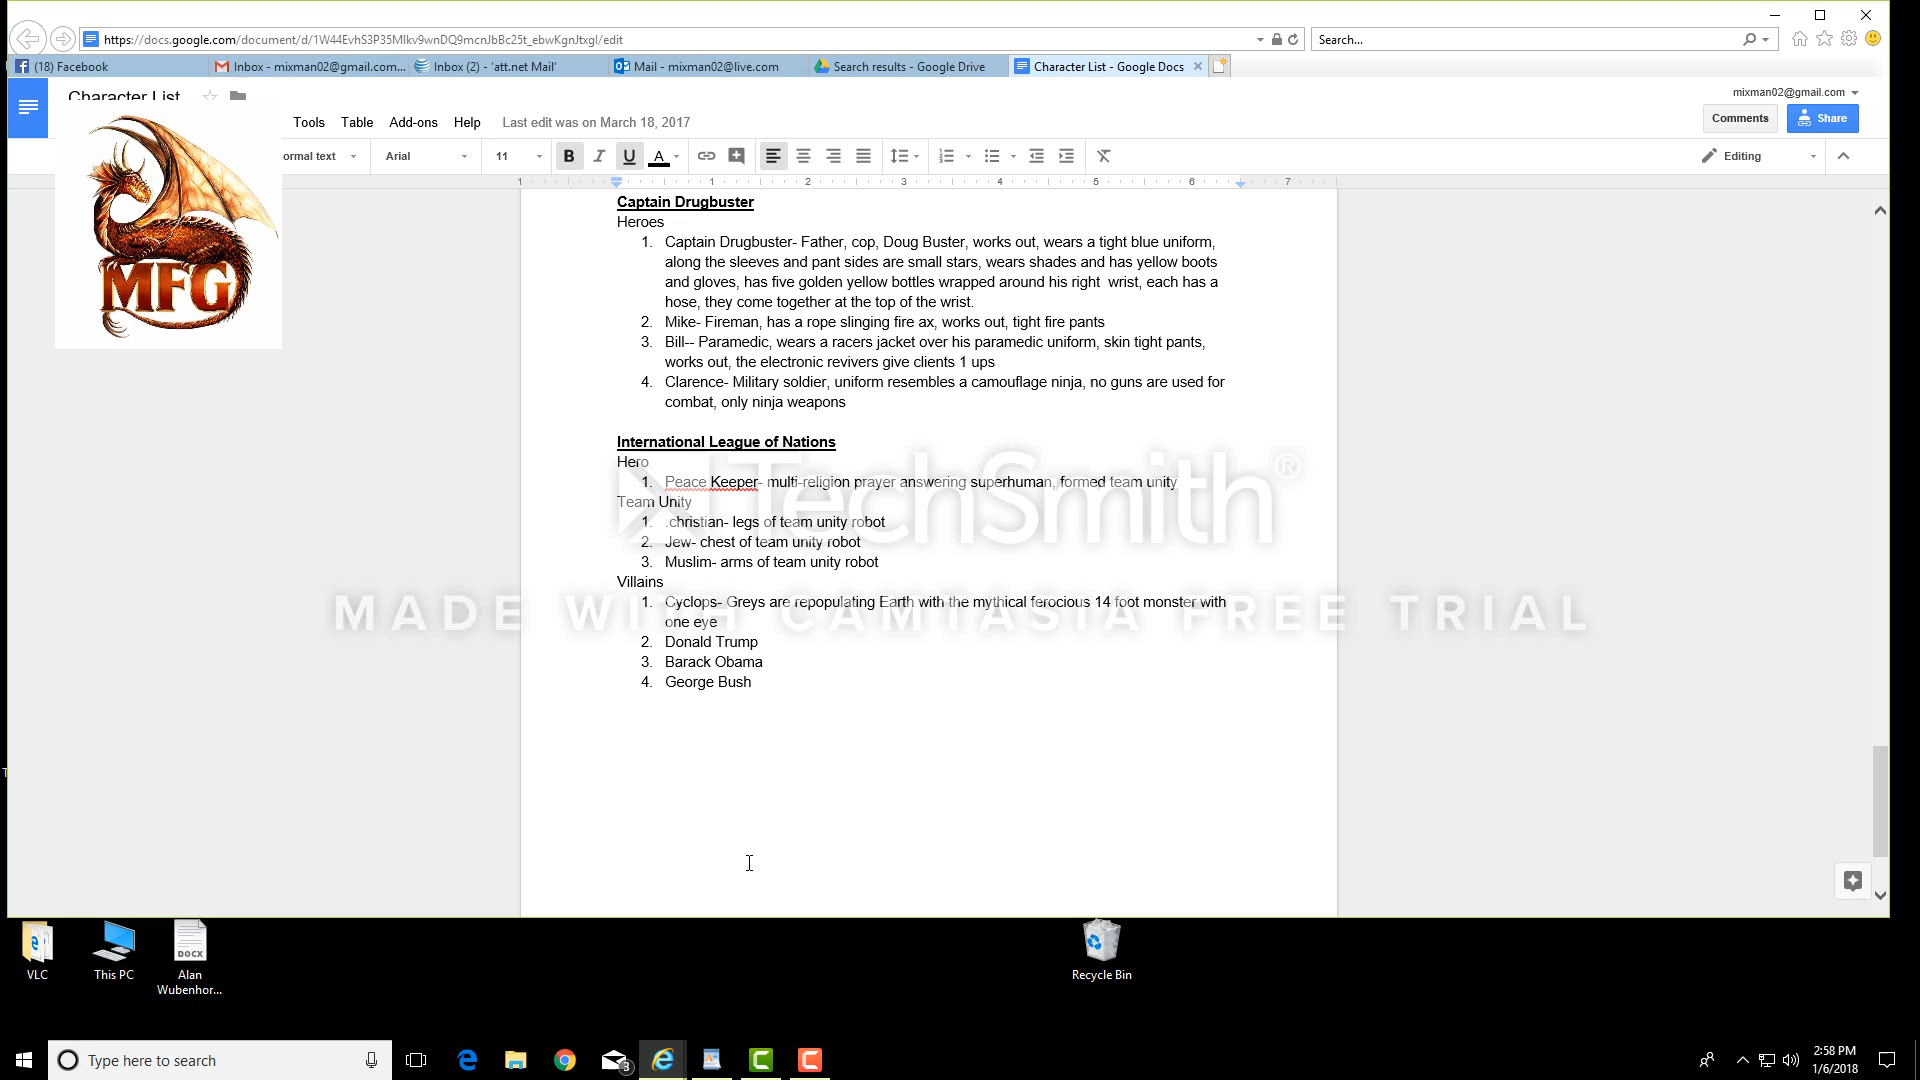 https://docs.google.com/document/d/1W44EvhS3P35MIkv9wnDQ9mcnJbBc25t_ebwKgnJtxgI/edit
Search...
(18) Facebook
Inbox - mixman02@gmail.com...
Inbox (2) - 'att.net Mail'
Mail - mixman02@live.com
Search results - Google Drive
Character List - Google Docs
Character List
mixman02@gmail.com
Tools Table Add-ons Help Last edit was on March 18, 2017
Comments
Share
ormal text Arial 11 B I U A
Editing
1 1 2 3 4 5 6 7
MFG
Captain Drugbuster
Heroes
1. Captain Drugbuster- Father, cop, Doug Buster, works out, wears a tight blue uniform,
along the sleeves and pant sides are small stars, wears shades and has yellow boots
and gloves, has five golden yellow bottles wrapped around his right wrist, each has a
hose, they come together at the top of the wrist.
2. Mike- Fireman, has a rope slinging fire ax, works out, tight fire pants
3. Bill-- Paramedic, wears a racers jacket over his paramedic uniform, skin tight pants,
works out, the electronic revivers give clients 1 ups
4. Clarence- Military soldier, uniform resembles a camouflage ninja, no guns are used for
combat, only ninja weapons
International League of Nations
Hero
1. Peace Keeper- multi-religion prayer answering superhuman, formed team unity
Team Unity
1. .christian- legs of team unity robot
2. Jew- chest of team unity robot
3. Muslim- arms of team unity robot
Villains
1. Cyclops- Greys are repopulating Earth with the mythical ferocious 14 foot monster with
one eye
2. Donald Trump
3. Barack Obama
4. George Bush
TechSmith®
MADE WITH CAMTASIA FREE TRIAL
VLC
This PC
DOCX
Alan
Wubenhor...
Recycle Bin
Type here to search
3
2:58 PM
1/6/2018